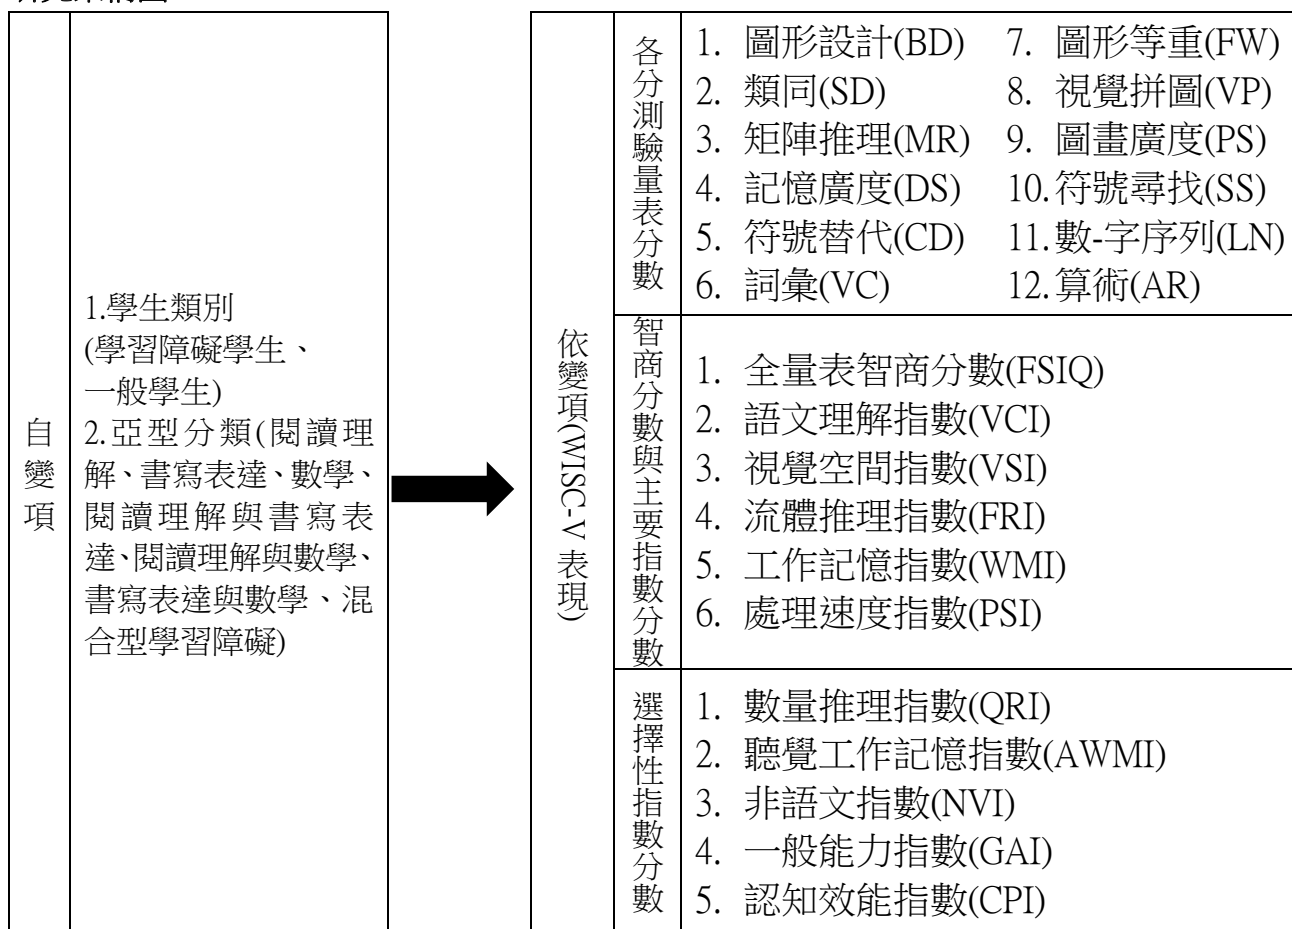 自變項
1.學生類別
(學習障礙學生、
一般學生)
2.亞型分類(閱讀理
解、書寫表達、數學、
閱讀理解與書寫表
達、閱讀理解與數學、
書寫表達與數學、混
合型學習障礙)
依變項(WISC-V 表現)
各分測驗量表分數
1. 圖形設計(BD)
2. 類同(SD)
3. 矩陣推理(MR)
4. 記憶廣度(DS)
5. 符號替代(CD)
6. 詞彙(VC)
7. 圖形等重(FW)
8. 視覺拼圖(VP)
9. 圖畫廣度(PS)
10.符號尋找(SS)
11.數-字序列(LN)
12.算術(AR)
智商分數與主要指數分數
1. 全量表智商分數(FSIQ)
2. 語文理解指數(VCI)
3. 視覺空間指數(VSI)
4. 流體推理指數(FRI)
5. 工作記憶指數(WMI)
6. 處理速度指數(PSI)
選擇性指數分數
1. 數量推理指數(QRI)
2. 聽覺工作記憶指數(AWMI)
3. 非語文指數(NVI)
4. 一般能力指數(GAI)
5. 認知效能指數(CPI)